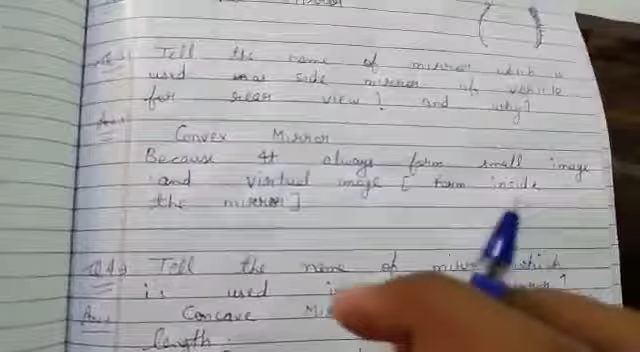 Mirror
Tell the name of mirror which is
used as side mirror of vehicle
for rear view? and why?
Ans:
Convex Mirror
Because It always form small image
and virtual image [ form inside
the mirror]
Q4 Tell the name of which
is used in
Ans: Concave
length.